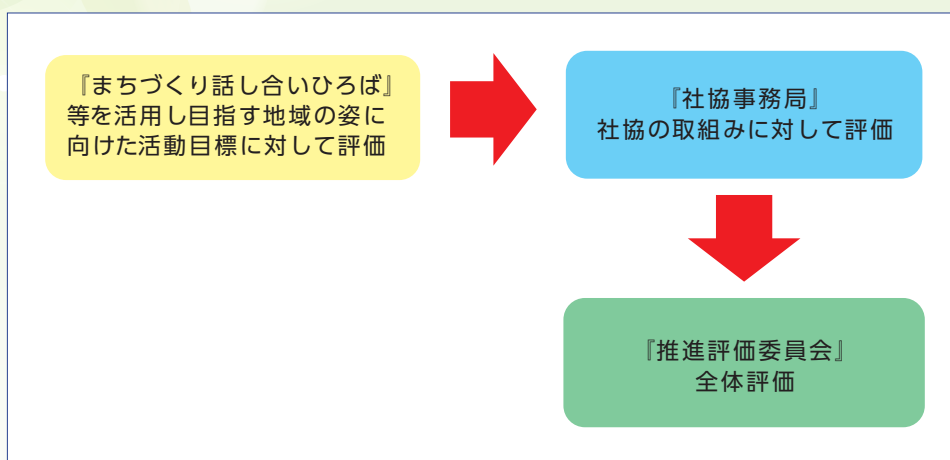 『まちづくり話し合いひろば』
等を活用し目指す地域の姿に
向けた活動目標に対して評価
『社協事務局』
社協の取組みに対して評価
『推進評価委員会』
全体評価